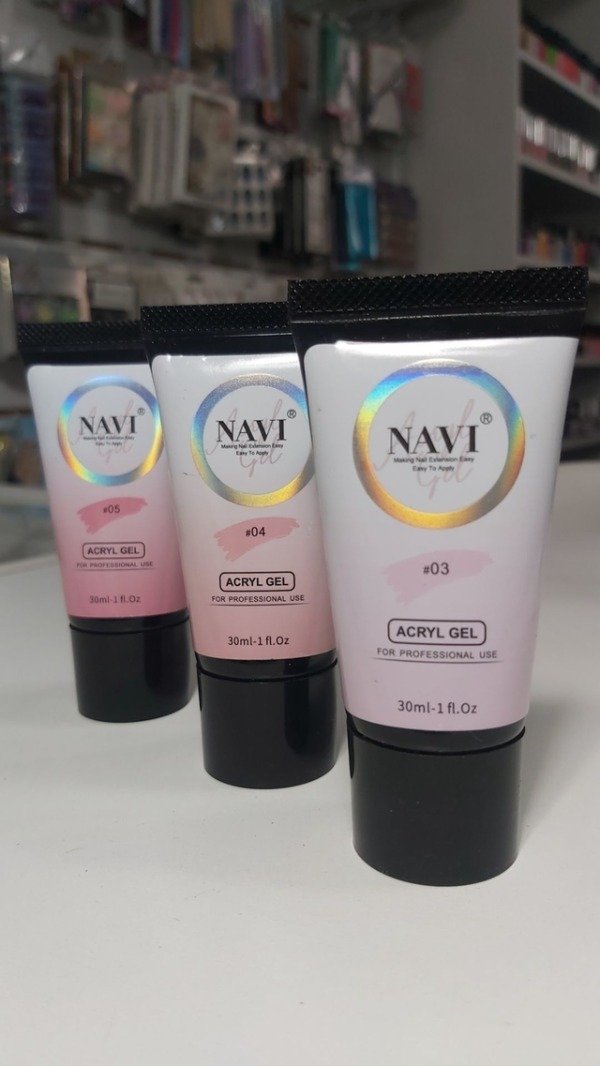 NAVI®
Making Nail Extension Easy
Easy To Apply
#05
ACRYL GEL
FOR PROFESSIONAL USE
30ml-1 fl.Oz
NAVI®
Making Nail Extension Easy
Easy To Apply
#04
ACRYL GEL
FOR PROFESSIONAL USE
30ml-1 fl.Oz
Acryl
Gel
NAVI®
Making Nail Extension Easy
Easy To Apply
#03
ACRYL GEL
FOR PROFESSIONAL USE
30ml-1 fl.Oz